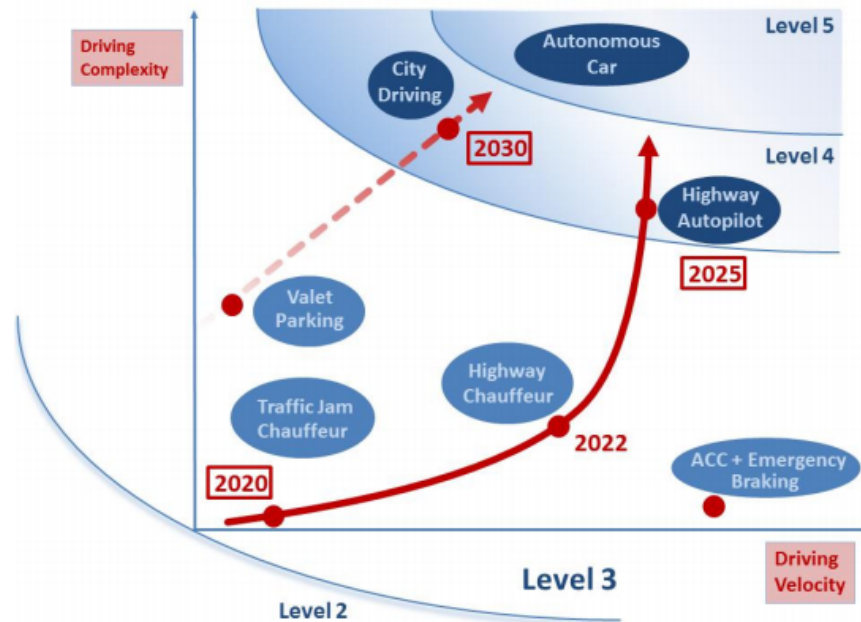 Driving
Complexity
Level 5
Autonomous
Car
City
Driving
2030
Level 4
Highway
Autopilot
2025
Valet
Parking
Highway
Chauffeur
Traffic Jam
Chauffeur
2022
ACC + Emergency
Braking
2020
Driving
Velocity
Level 3
Level 2